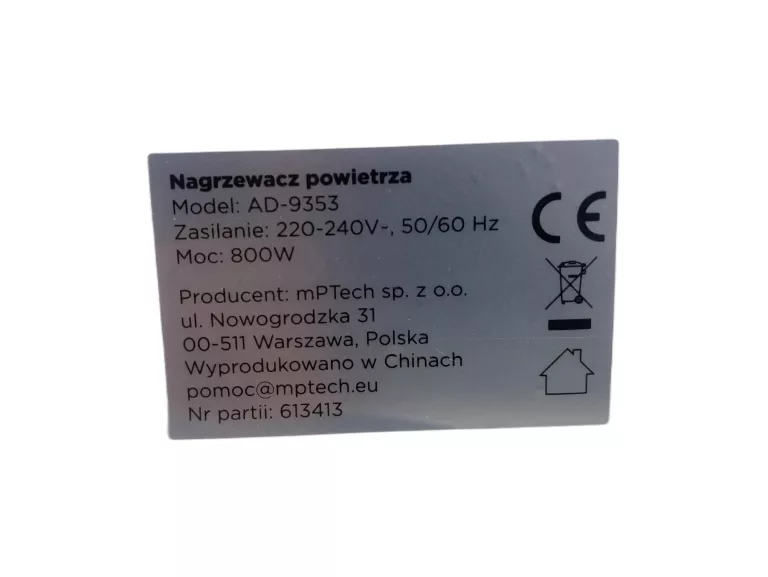 Nagrzewacz powietrza
Model: AD-9353
Zasilanie: 220-240V~, 50/60 Hz
Moc: 800W
Producent: mPTech sp. z o.o.
ul. Nowogrodzka 31
00-511 Warszawa, Polska
Wyprodukowano w Chinach
pomoc@mptech.eu
Nr partii: 613413
CE